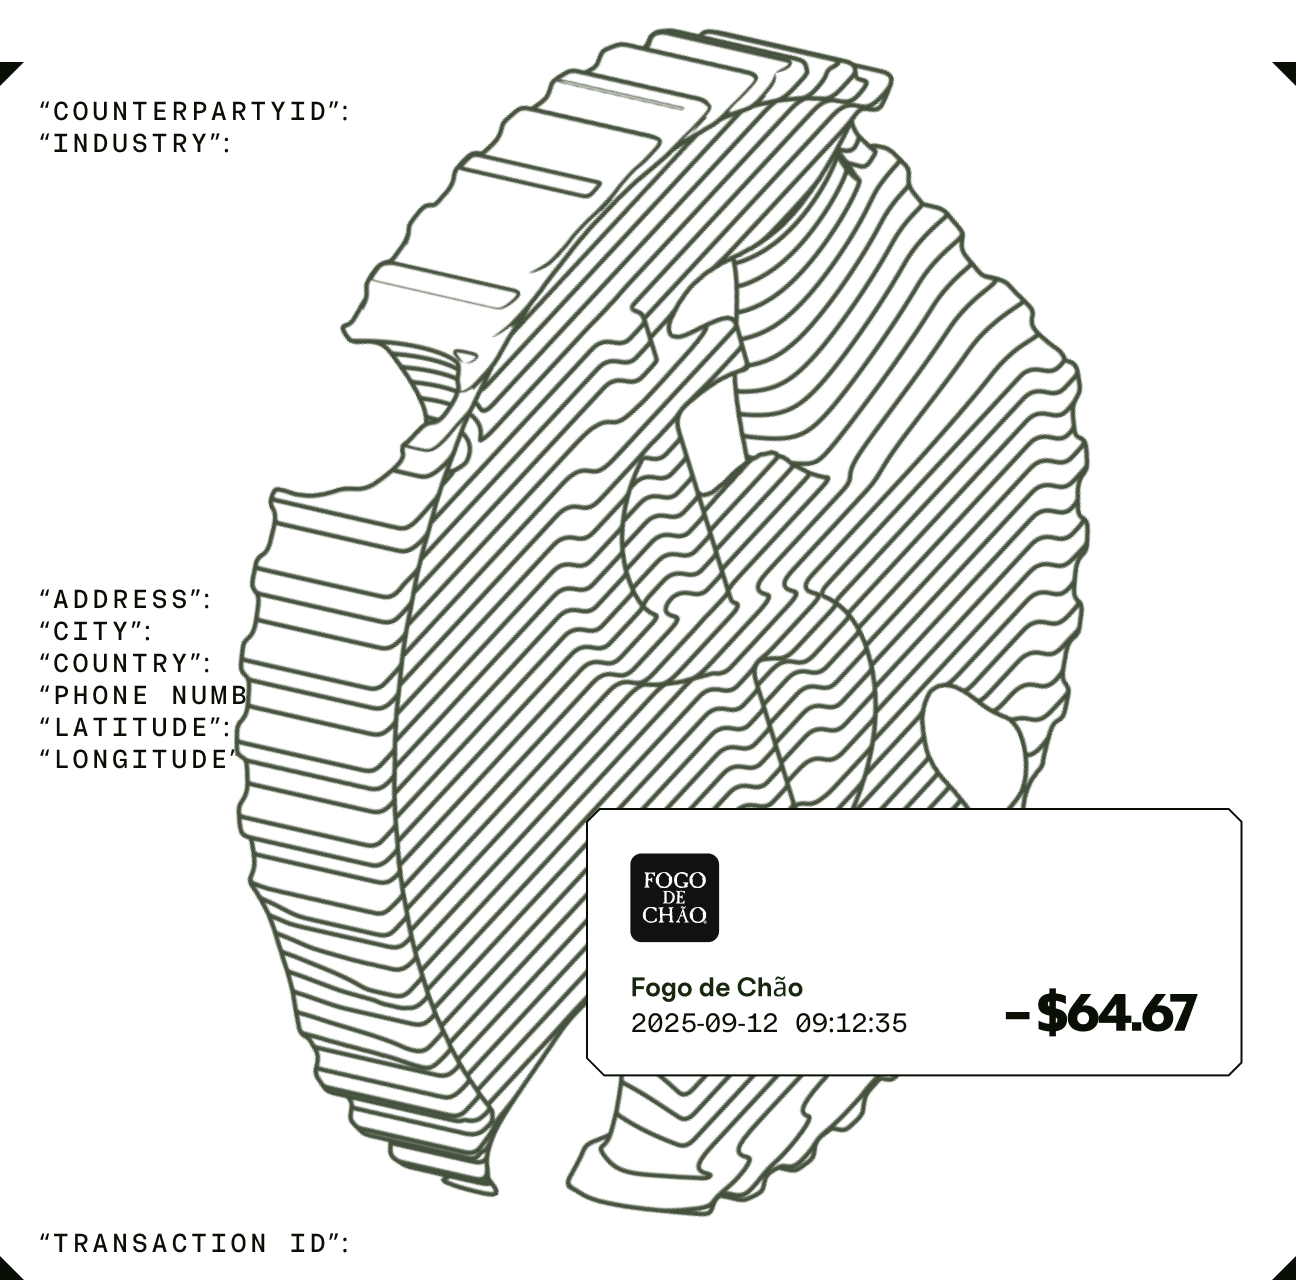 “COUNTERPARTYID”:
“INDUSTRY”:
“ADDRESS”:
“CITY”:
“COUNTRY”:
“PHONE NUMB
“LATITUDE”:
“LONGITUDE”
FOGO
DE
CHÃO
Fogo de Chão
2025-09-12 09:12:35
–$64.67
“TRANSACTION ID”: